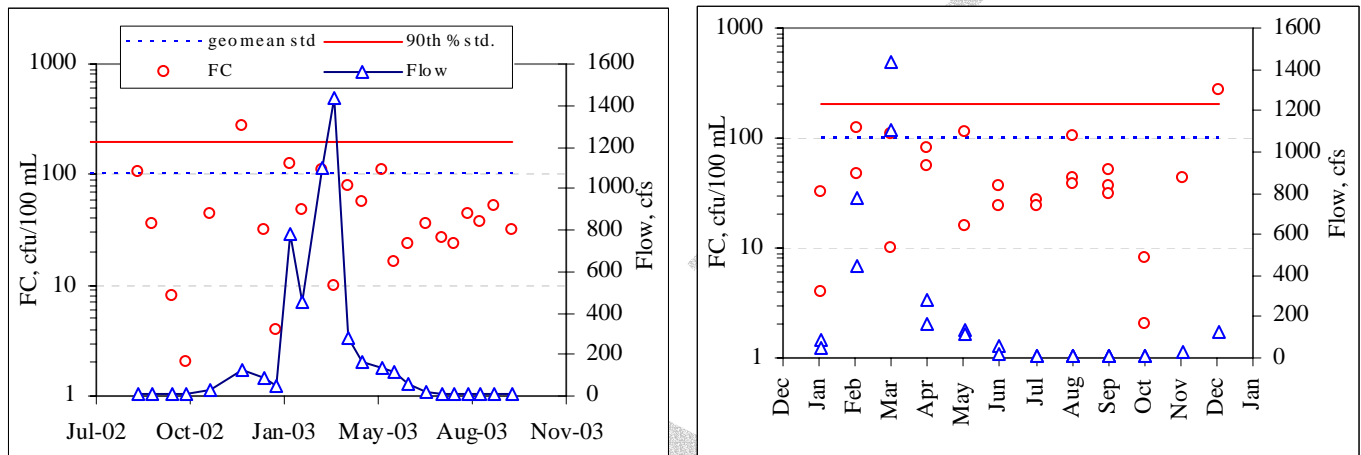 geomean std
90th % std.
FC
Flow
1000
100
10
1
FC, cfu/100 mL
1600
1400
1200
1000
800
600
400
200
0
Flow, cfs
Jul-02
Oct-02
Jan-03
May-03
Aug-03
Nov-03
1000
100
10
1
FC, cfu/100 mL
1600
1400
1200
1000
800
600
400
200
0
Flow, cfs
Dec
Jan
Feb
Mar
Apr
May
Jun
Jul
Aug
Sep
Oct
Nov
Dec
Jan